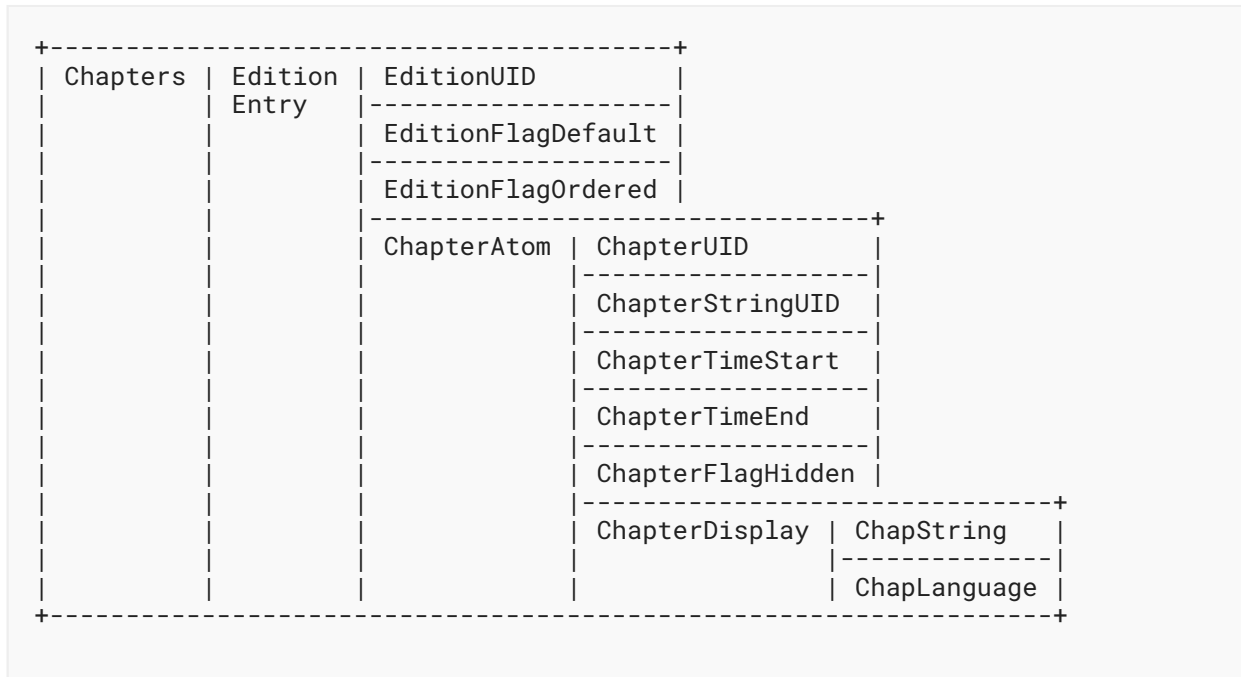 +-----------------------------------------+
| Chapters | Edition | EditionUID         |
|          | Entry   |--------------------|
|          |         | EditionFlagDefault |
|          |         |--------------------|
|          |         | EditionFlagOrdered |
|          |         |---------------------------------+
|          |         | ChapterAtom | ChapterUID        |
|          |         |             |-------------------|
|          |         |             | ChapterStringUID  |
|          |         |             |-------------------|
|          |         |             | ChapterTimeStart  |
|          |         |             |-------------------|
|          |         |             | ChapterTimeEnd    |
|          |         |             |-------------------|
|          |         |             | ChapterFlagHidden |
|          |         |             |-------------------------------+
|          |         |             | ChapterDisplay | ChapString   |
|          |         |             |                |--------------|
|          |         |             |                | ChapLanguage |
+------------------------------------------------------------------+